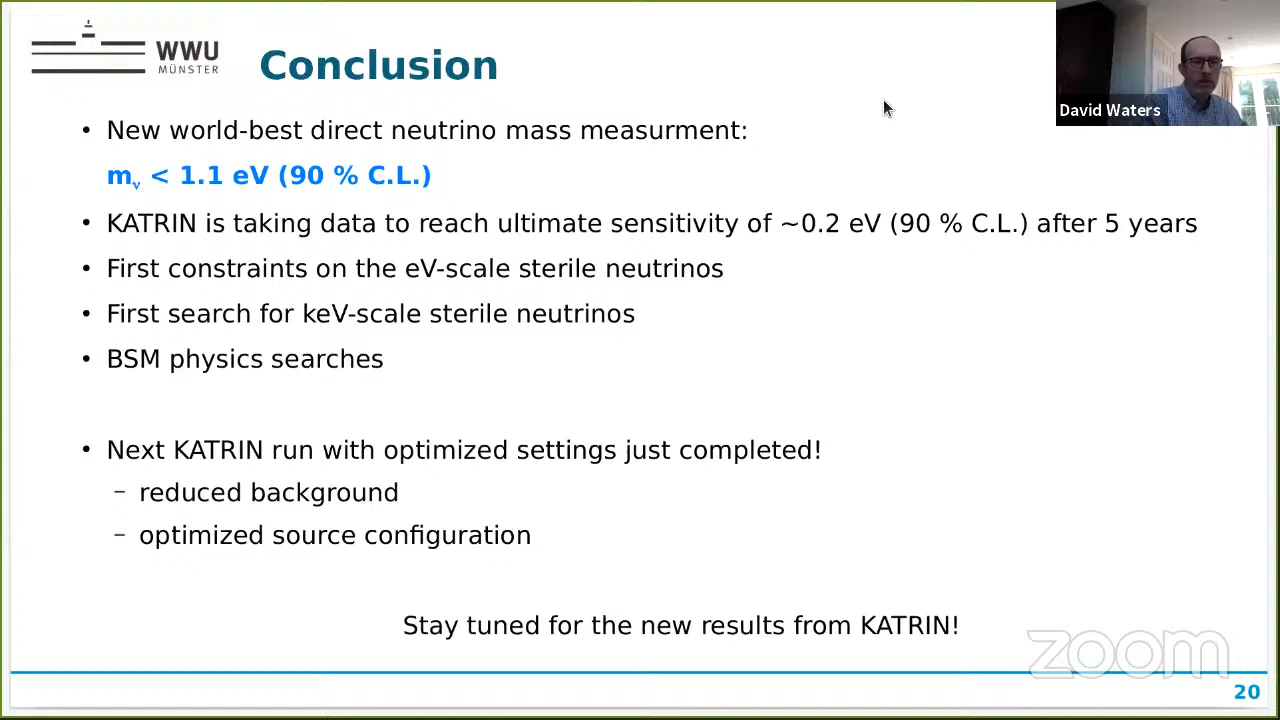 WWU
MÜNSTER
Conclusion
David Waters
• New world-best direct neutrino mass measurment:
mᵥ < 1.1 eV (90 % C.L.)
• KATRIN is taking data to reach ultimate sensitivity of ~0.2 eV (90 % C.L.) after 5 years
• First constraints on the eV-scale sterile neutrinos
• First search for keV-scale sterile neutrinos
• BSM physics searches
• Next KATRIN run with optimized settings just completed!
– reduced background
– optimized source configuration
Stay tuned for the new results from KATRIN!
zoom
20